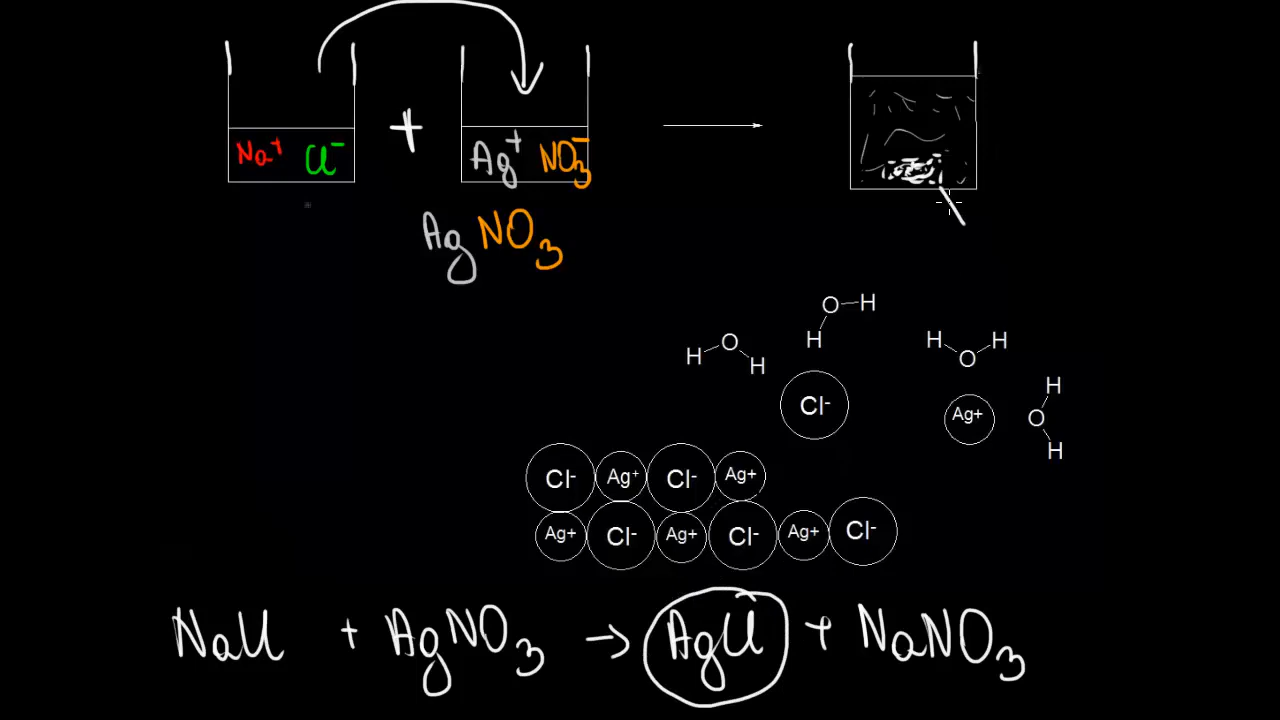 Na⁺ Cl⁻ + Ag⁺ NO₃⁻
AgNO₃
H O H
O H
H
H O H
Cl⁻
Ag+
H
O
H
Cl⁻ Ag⁺ Cl⁻ Ag+
Ag+ Cl⁻ Ag+ Cl⁻ Ag+ Cl⁻
NaCl + AgNO₃ → AgCl + NaNO₃